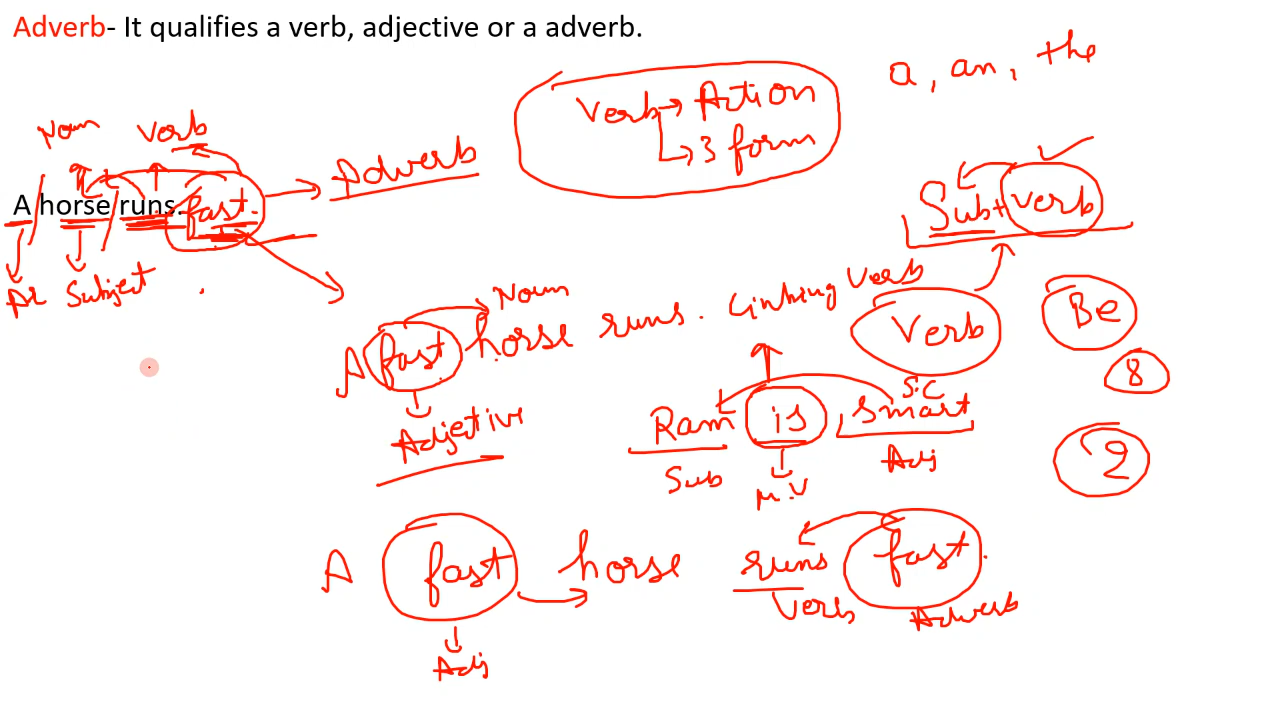 Adverb- It qualifies a verb, adjective or a adverb.
a, an, the
Verb→ Action
↳ 3 form
Noun Verb
Adverb
A horse runs. fast.
Sub+ verb
Ar Subject
Noun
Linking Verb
Verb
Be
A fast horse runs.
8
S.C
Ram is smart
Adjective
Sub
M.V
Adj
2
A fast horse runs fast.
Verb
Adverb
Adj